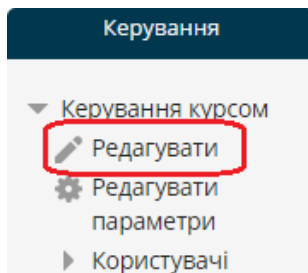 Керування
Керування курсом
Редагувати
Редагувати
параметри
Користувачі